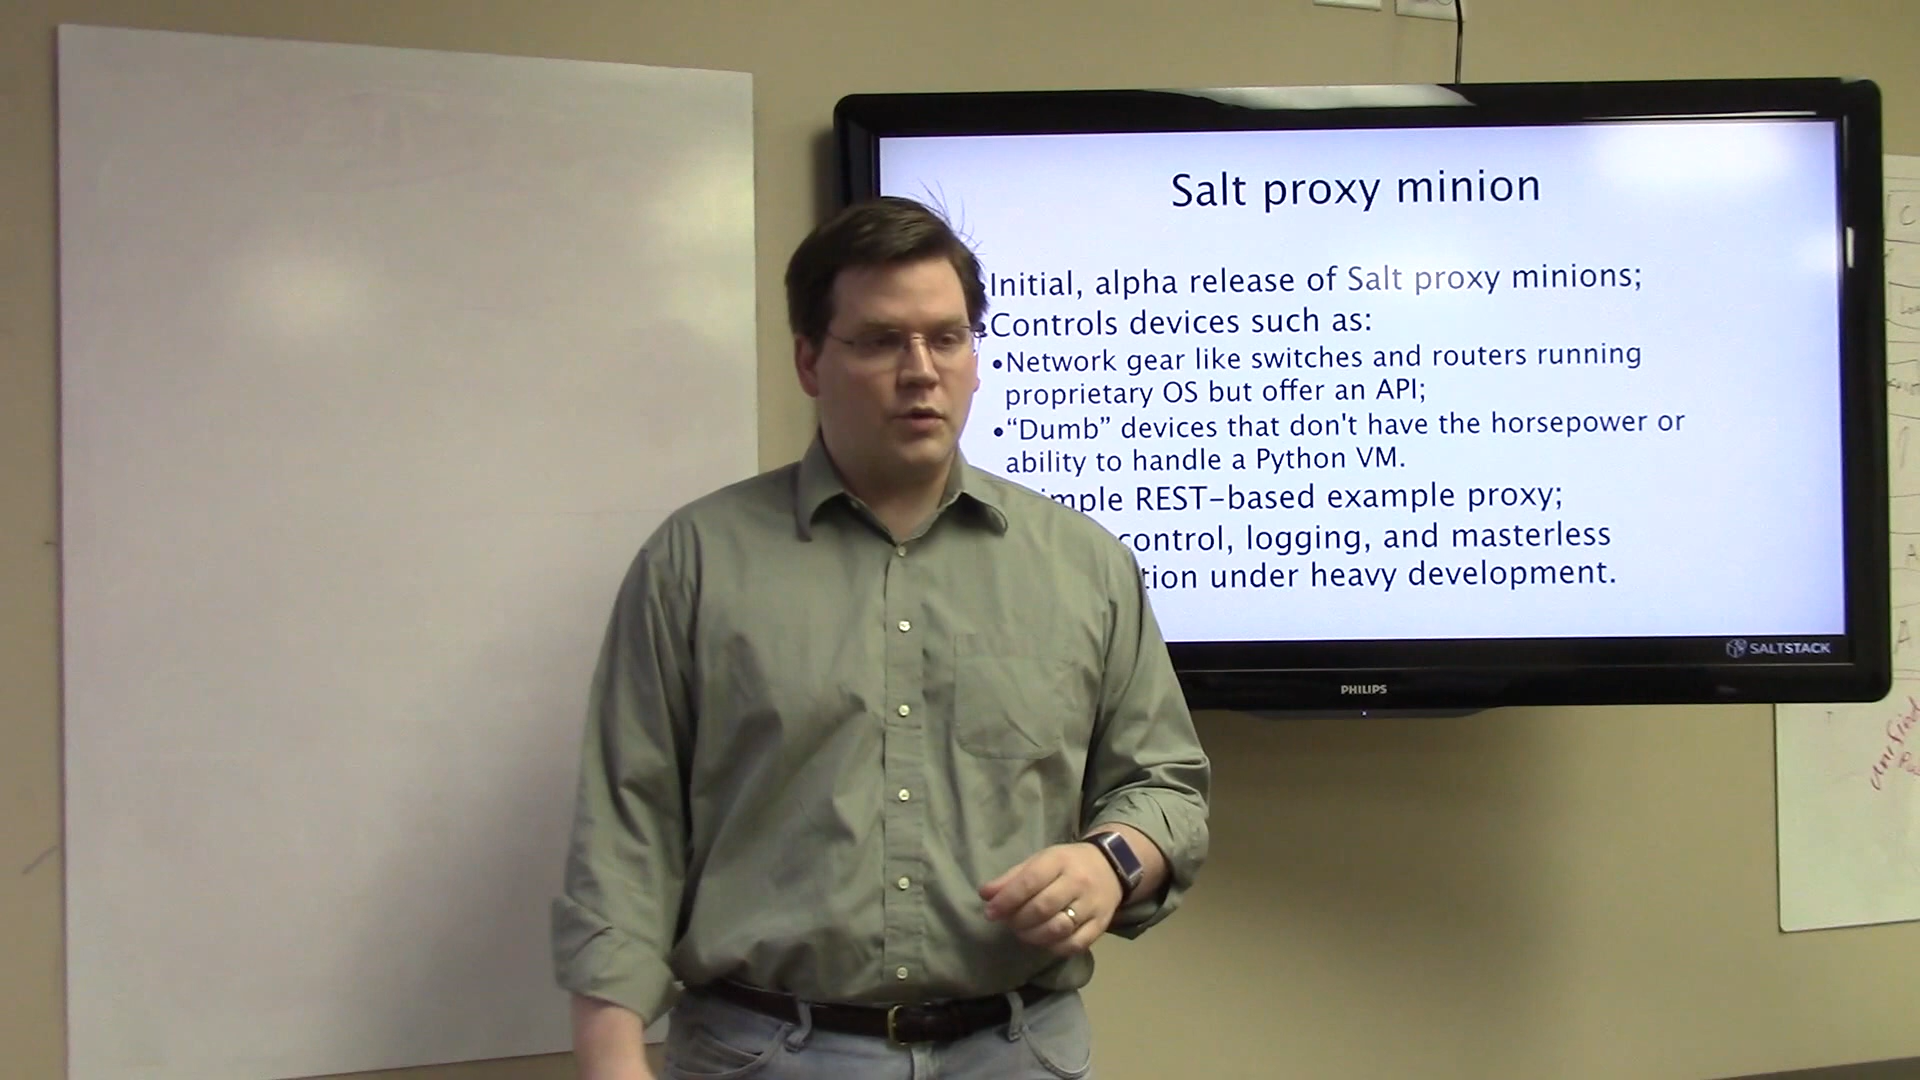 Salt proxy minion
•Initial, alpha release of Salt proxy minions;
•Controls devices such as:
•Network gear like switches and routers running
proprietary OS but offer an API;
•“Dumb” devices that don't have the horsepower or
ability to handle a Python VM.
imple REST-based example proxy;
control, logging, and masterless
tion under heavy development.
SALTSTACK
PHILIPS
unified